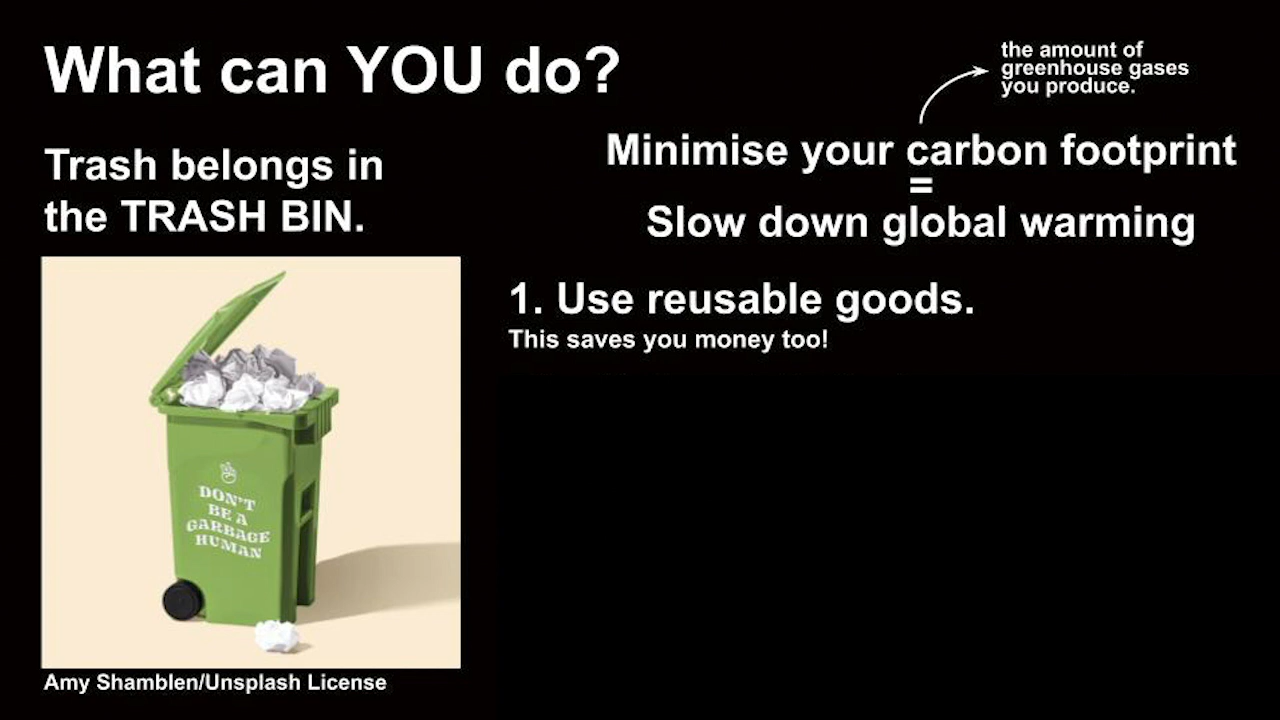 What can YOU do?
Trash belongs in
the TRASH BIN.
DON'T
BE A
GARBAGE
HUMAN
Amy Shamblen/Unsplash License
the amount of
greenhouse gases
you produce.
Minimise your carbon footprint
=
Slow down global warming
1. Use reusable goods.
This saves you money too!